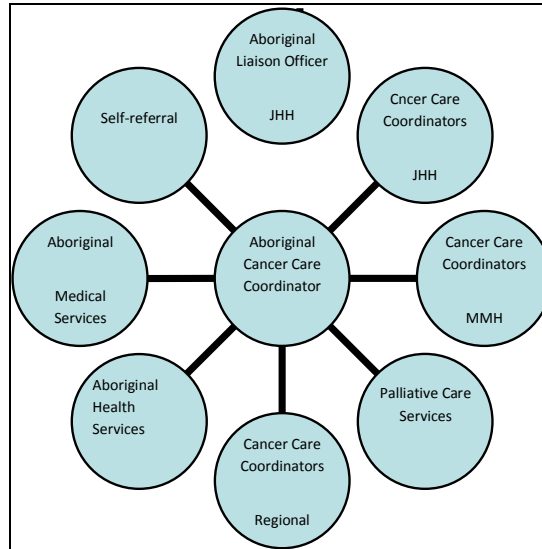 Aboriginal
Liaison Officer
JHH
Self-referral
Cncer Care
Coordinators
JHH
Aboriginal
Medical
Services
Aboriginal
Cancer Care
Coordinator
Cancer Care
Coordinators
MMH
Aboriginal
Health
Services
Palliative Care
Services
Cancer Care
Coordinators
Regional